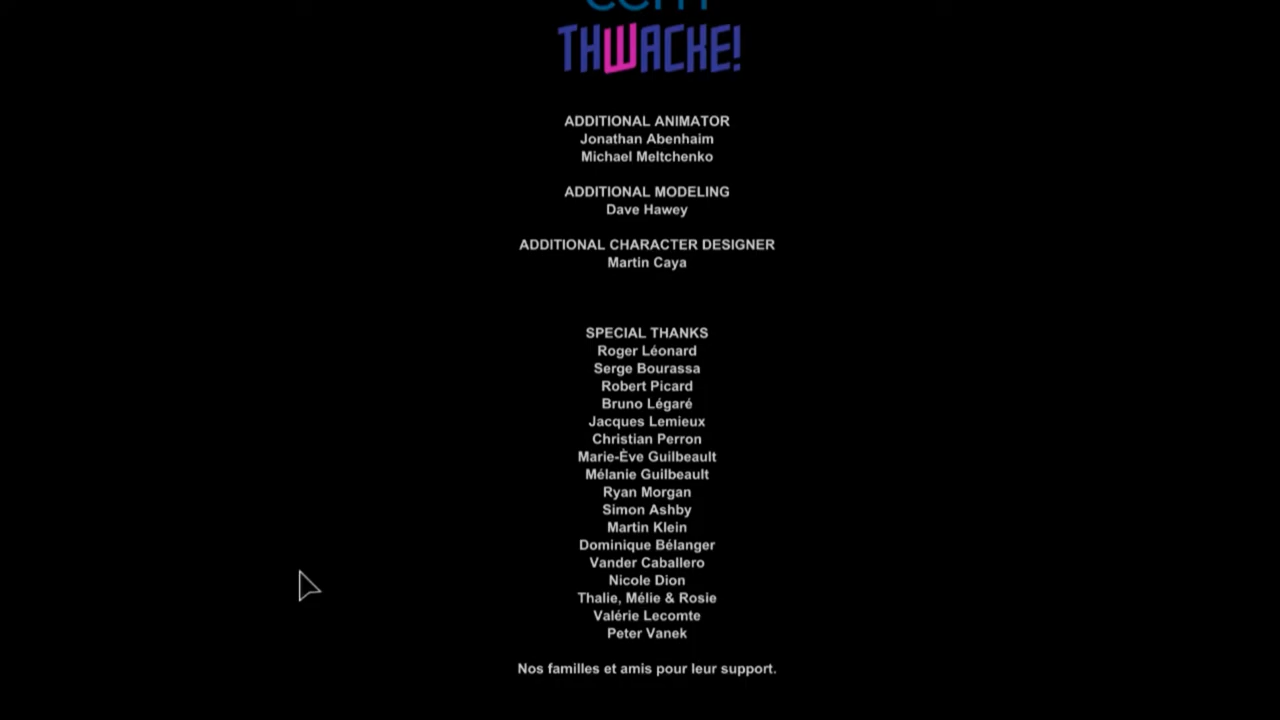 THWACKE!
ADDITIONAL ANIMATOR
Jonathan Abenhaim
Michael Meltchenko
ADDITIONAL MODELING
Dave Hawey
ADDITIONAL CHARACTER DESIGNER
Martin Caya
SPECIAL THANKS
Roger Léonard
Serge Bourassa
Robert Picard
Bruno Légaré
Jacques Lemieux
Christian Perron
Marie-Ève Guilbeault
Mélanie Guilbeault
Ryan Morgan
Simon Ashby
Martin Klein
Dominique Bélanger
Vander Caballero
Nicole Dion
Thalie, Mélie & Rosie
Valérie Lecomte
Peter Vanek
Nos familles et amis pour leur support.